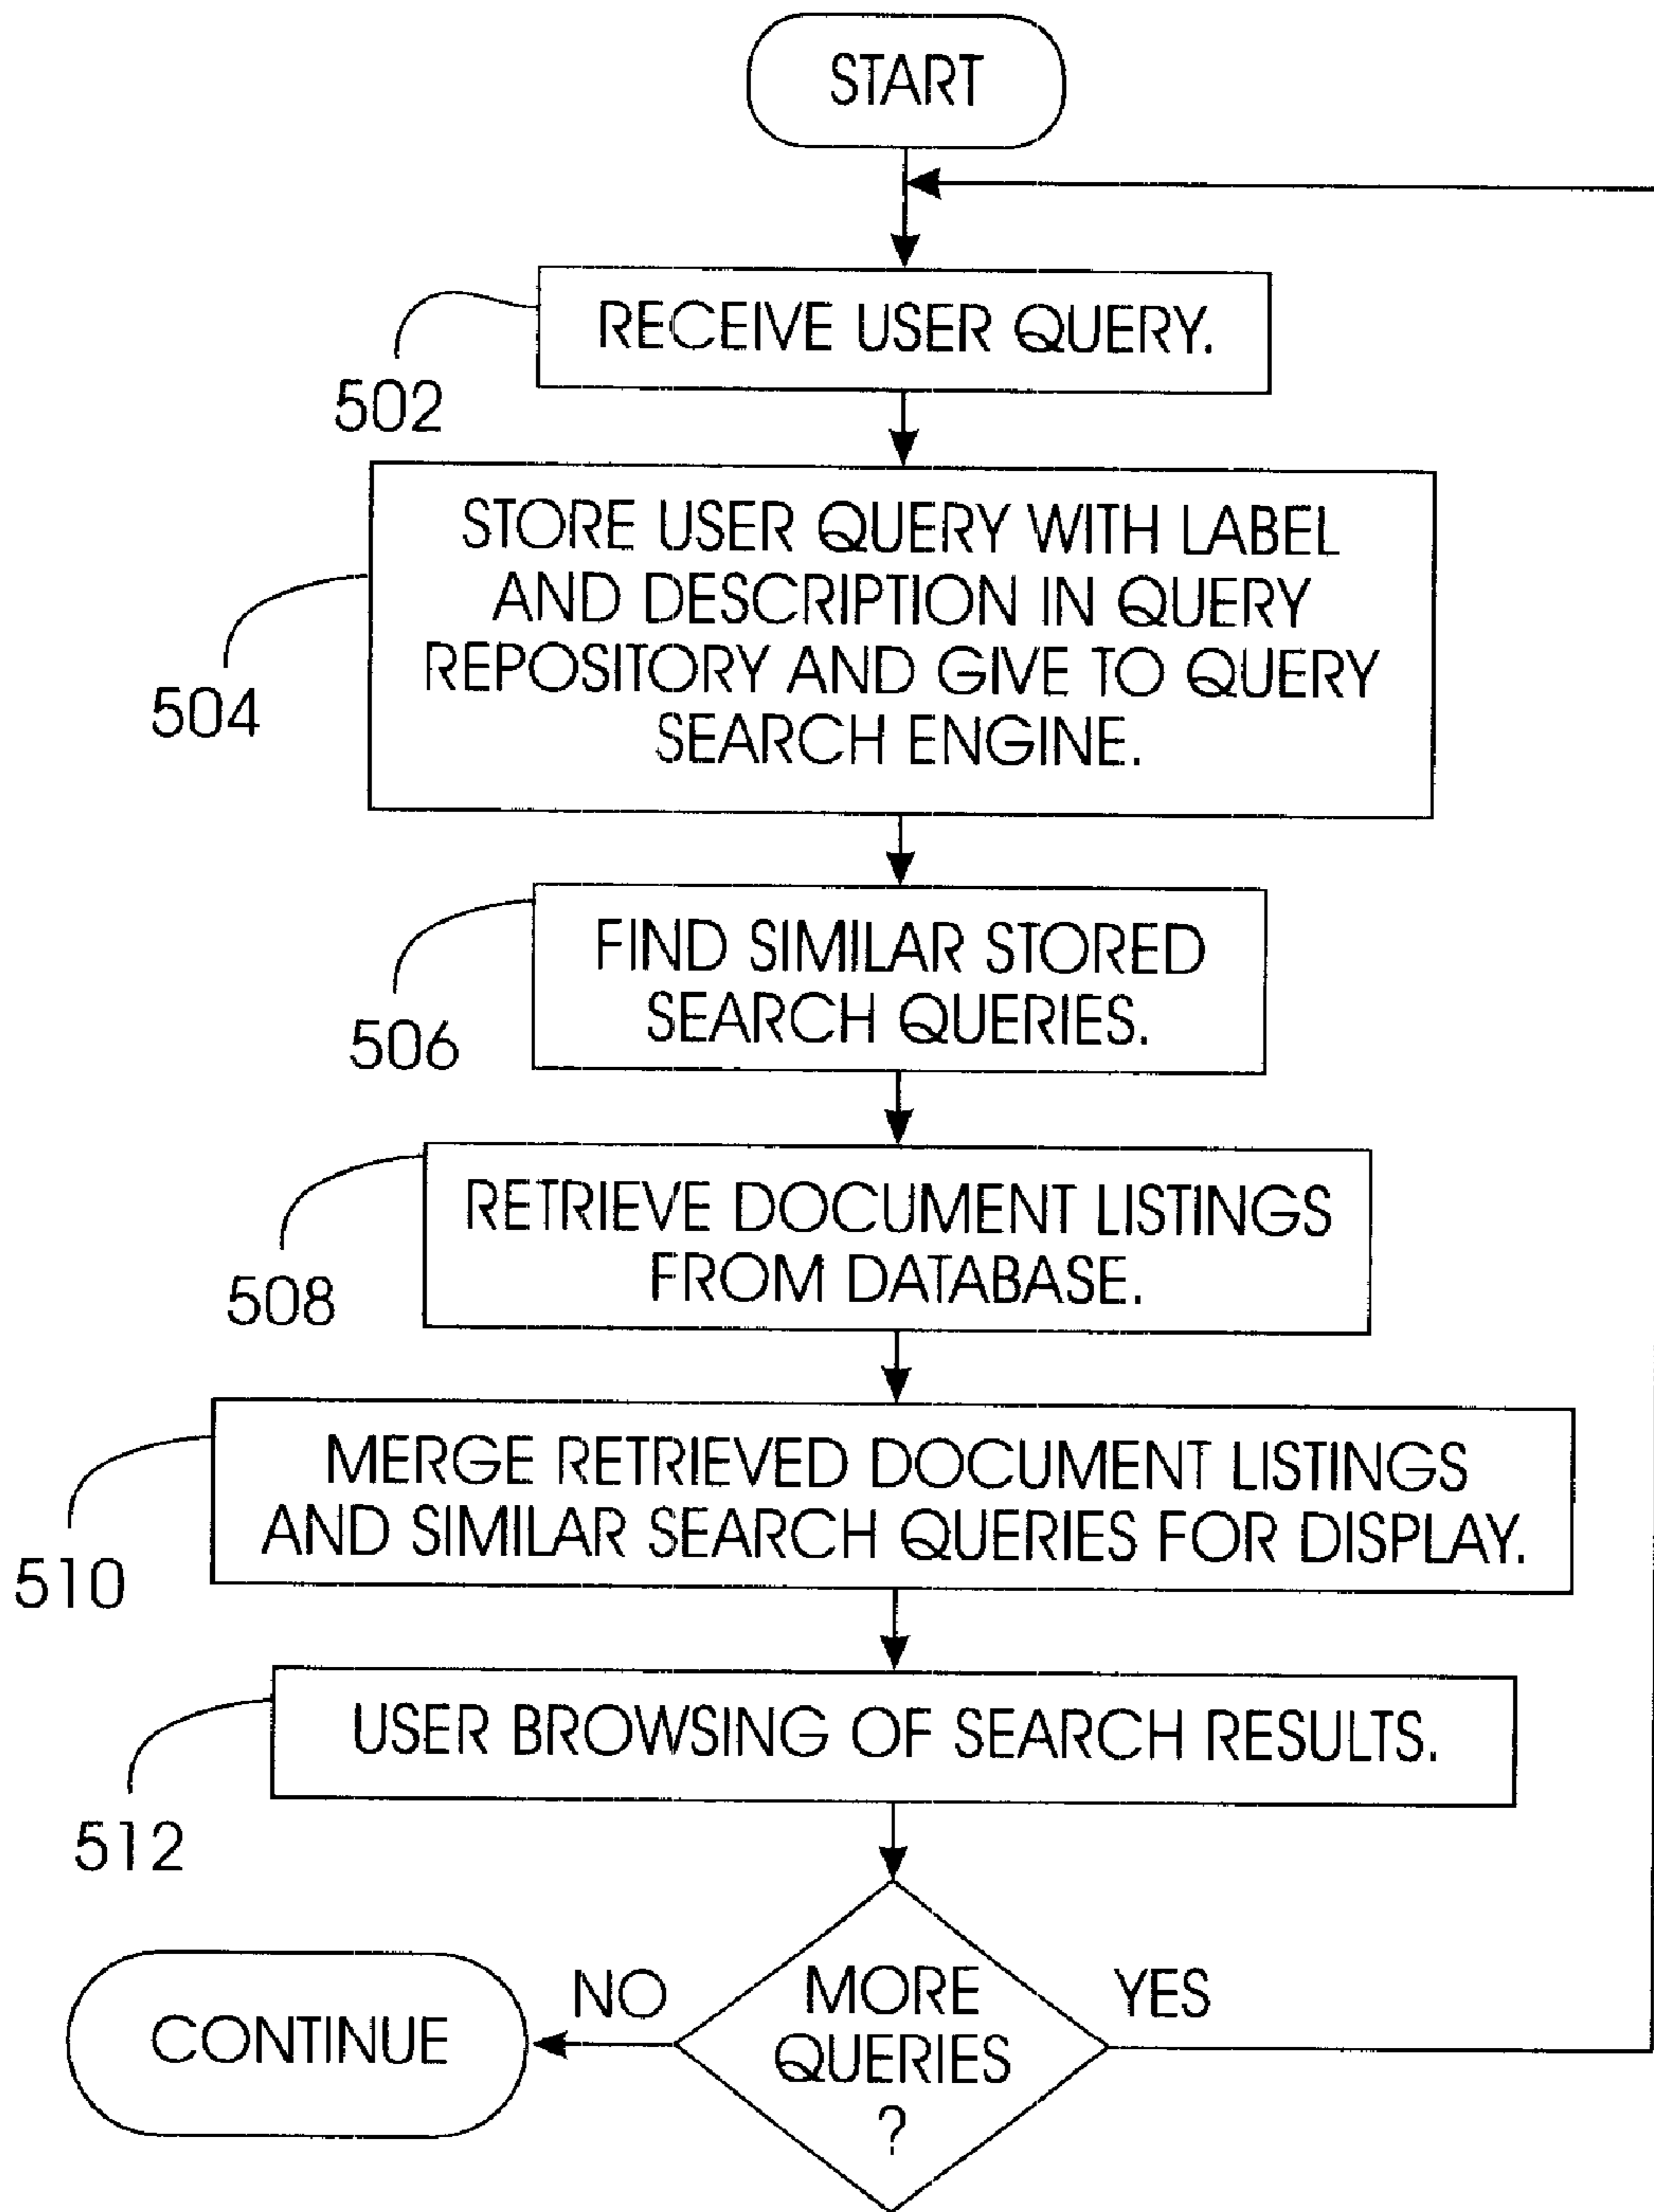 START
RECEIVE USER QUERY.
502
STORE USER QUERY WITH LABEL
AND DESCRIPTION IN QUERY
REPOSITORY AND GIVE TO QUERY
SEARCH ENGINE.
504
FIND SIMILAR STORED
SEARCH QUERIES.
506
RETRIEVE DOCUMENT LISTINGS
FROM DATABASE.
508
MERGE RETRIEVED DOCUMENT LISTINGS
AND SIMILAR SEARCH QUERIES FOR DISPLAY.
510
USER BROWSING OF SEARCH RESULTS.
512
MORE
QUERIES
?
NO
YES
CONTINUE